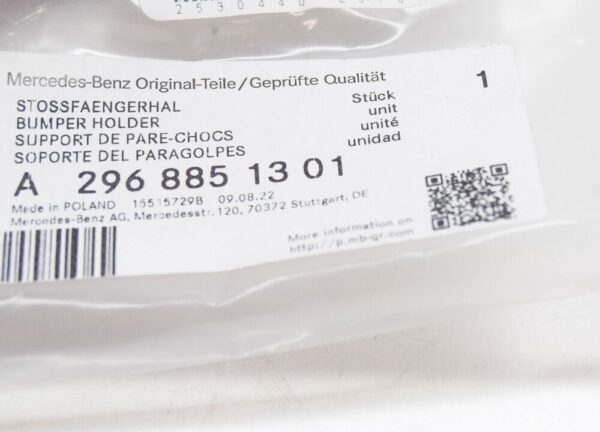 Mercedes-Benz Original-Teile/Geprüfte Qualität
1
STOSSFAENGERHAL
BUMPER HOLDER
SUPPORT DE PARE-CHOCS
SOPORTE DEL PARAGOLPES
Stück
unit
unité
unidad
A 296 885 13 01
Made in POLAND 15515729B 09.08.22
Mercedes-Benz AG, Mercedesstr.120, 70372 Stuttgart, DE
More information on
http://p.mb-qr.com